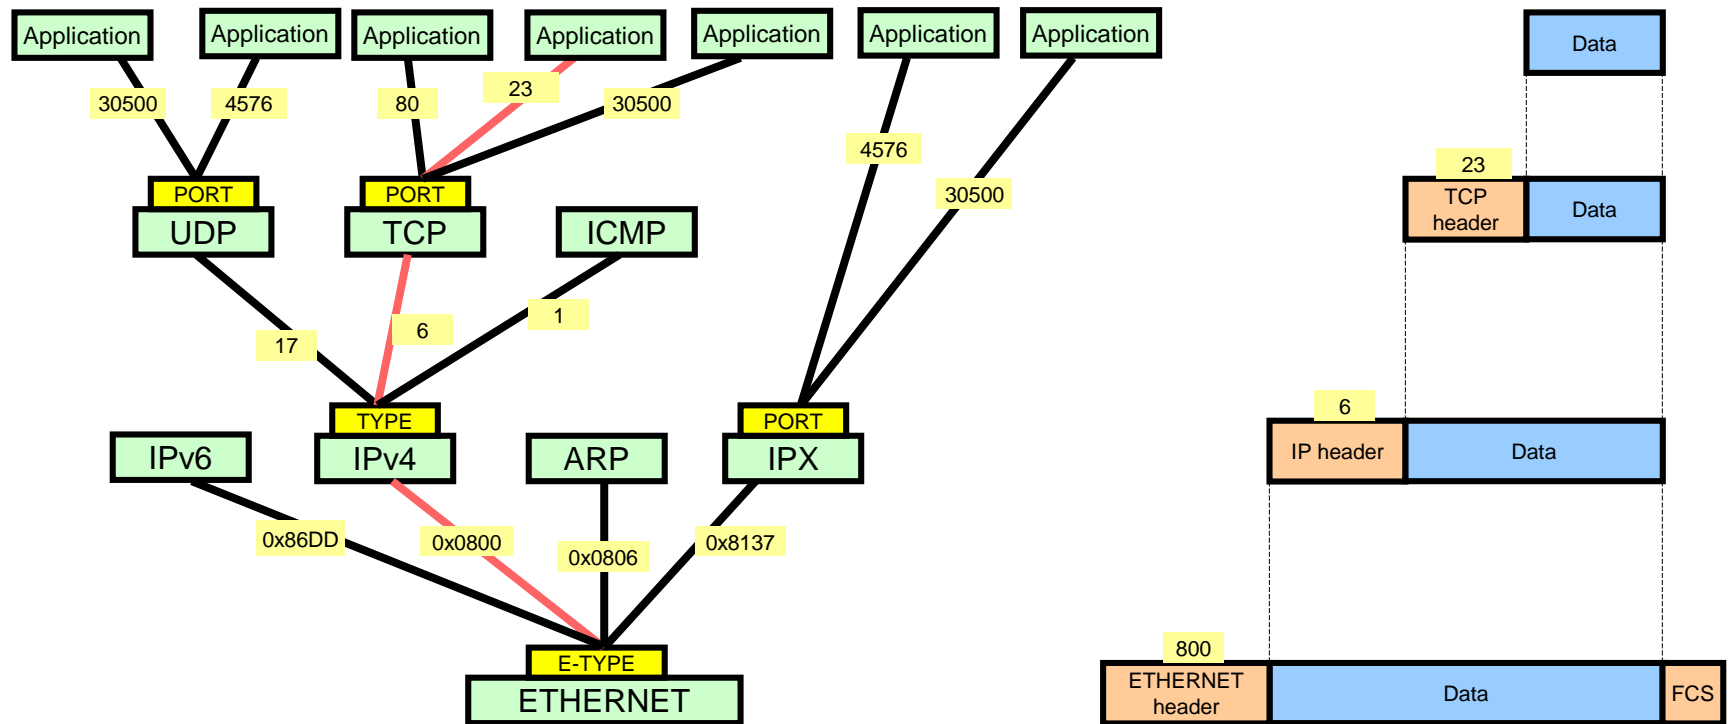 Application
Application
Application
Application
Application
Application
Application
Data
30500
4576
80
23
30500
4576
30500
23
PORT
PORT
TCP
header
Data
UDP
TCP
ICMP
17
6
1
TYPE
PORT
6
IPv6
IPv4
ARP
IPX
IP header
Data
0x86DD
0x0800
0x0806
0x8137
E-TYPE
800
ETHERNET
ETHERNET
header
Data
FCS